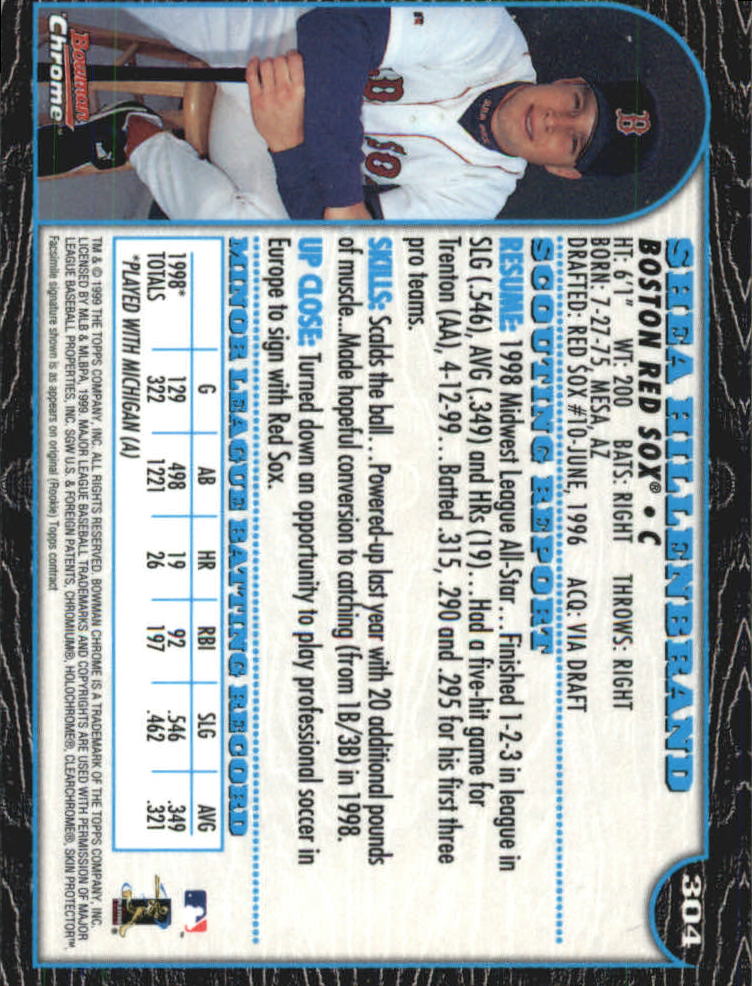 304
SHEA HILLENBRAND
BOSTON RED SOX® • C
HT: 6'1" WT: 200 BATS: RIGHT THROWS: RIGHT
BORN: 7-27-75, MESA, AZ
DRAFTED: RED SOX #10-JUNE, 1996 ACQ: VIA DRAFT
SCOUTING REPORT
RESUME: 1998 Midwest League All-Star... Finished 1-2-3 in league in
SLG (.546), AVG (.349) and HRs (19)... Had a five-hit game for
Trenton (AA), 4-12-99... Batted .315, .290 and .295 for his first three
pro teams.
SKILLS: Scalds the ball... Powered-up last year with 20 additional pounds
of muscle...Made hopeful conversion to catching (from 1B/3B) in 1998.
UP CLOSE: Turned down an opportunity to play professional soccer in
Europe to sign with Red Sox.
MINOR LEAGUE BATTING RECORD
G AB HR RBI SLG AVG
1998* 129 498 19 92 .546 .349
TOTALS 322 1221 26 197 .462 .321
*PLAYED WITH MICHIGAN (A)
TM & © 1999 THE TOPPS COMPANY, INC. ALL RIGHTS RESERVED. BOWMAN CHROME IS A TRADEMARK OF THE TOPPS COMPANY, INC.
LICENSED BY MLB & MLBPA, 1999. MAJOR LEAGUE BASEBALL TRADEMARKS AND COPYRIGHTS ARE USED WITH PERMISSION OF MAJOR
LEAGUE BASEBALL PROPERTIES, INC. SGW U.S. & FOREIGN PATENTS, CHROMIUM®, HOLOCHROME®, CLEARCHROME®, SKIN PROTECTOR™,
Facsimile signature shown is as appears on original (Rookie) Topps contract
Bowman
Chrome™
B